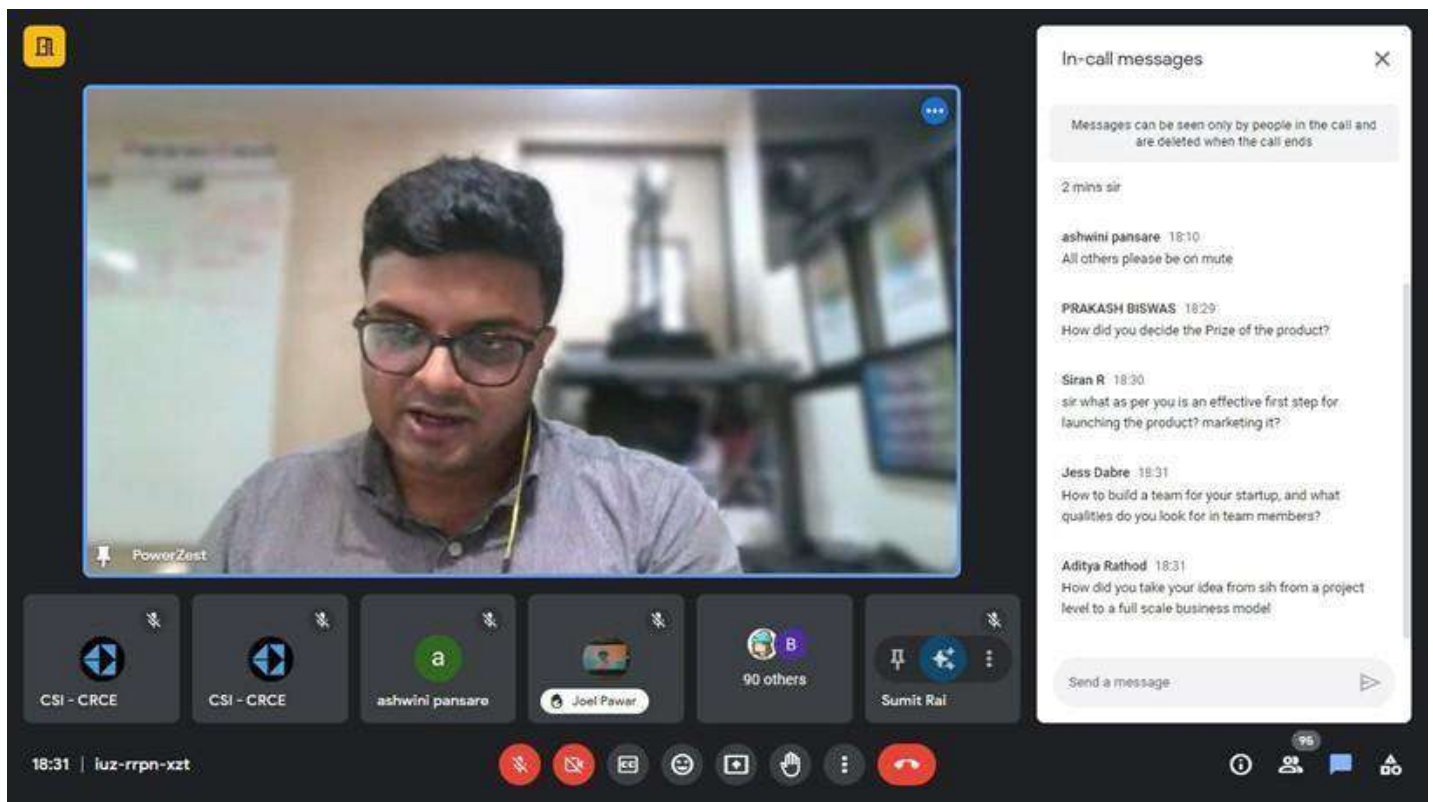 In-call messages
Messages can be seen only by people in the call and
are deleted when the call ends
2 mins sir
ashwini pansare 18:10
All others please be on mute
PRAKASH BISWAS 18:29
How did you decide the Prize of the product?
Siran R 18:30
sir what as per you is an effective first step for
launching the product? marketing it?
Jess Dabre 18:31
How to build a team for your startup, and what
qualities do you look for in team members?
Aditya Rathod 18:31
How did you take your idea from sih from a project
level to a full scale business model
Send a message
PowerZest
CSI - CRCE
CSI - CRCE
a
ashwini pansare
Joel Pawar
B
90 others
Sumit Rai
18:31 | iuz-rrpn-xzt
CC
95